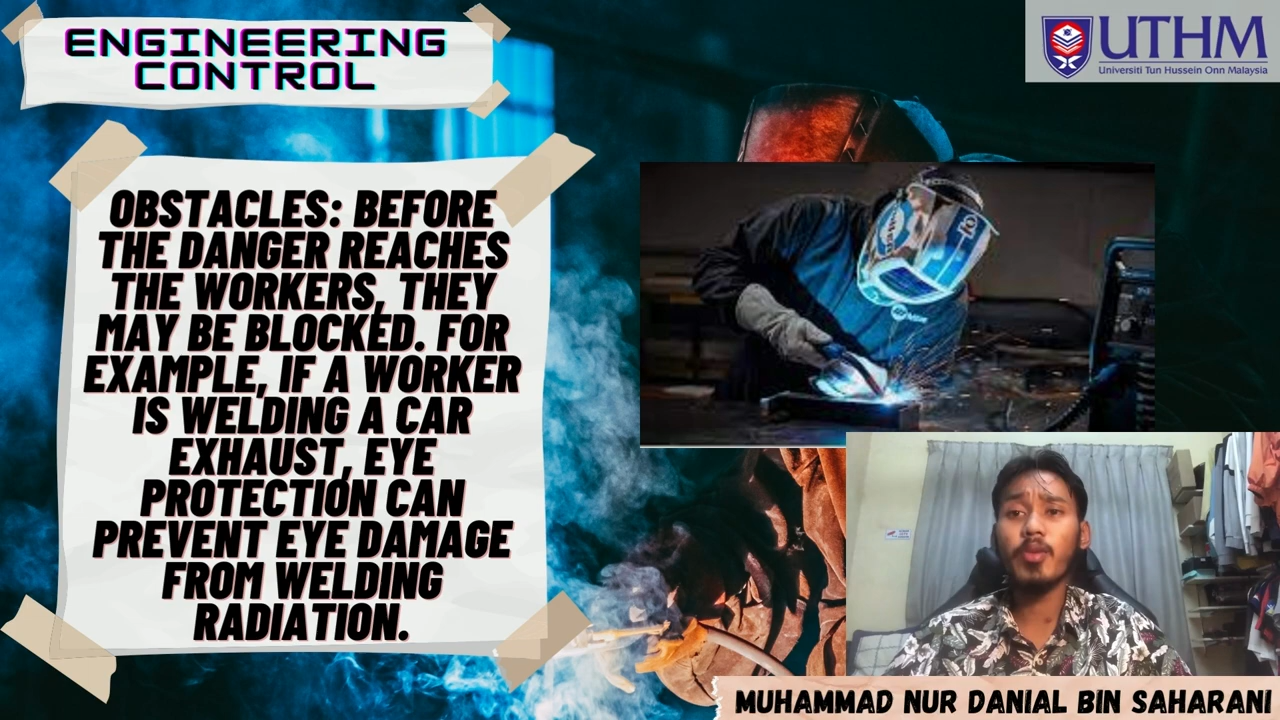 ENGINEERING
CONTROL
UTHM
Universiti Tun Hussein Onn Malaysia
OBSTACLES: BEFORE
THE DANGER REACHES
THE WORKERS, THEY
MAY BE BLOCKED. FOR
EXAMPLE, IF A WORKER
IS WELDING A CAR
EXHAUST, EYE
PROTECTION CAN
PREVENT EYE DAMAGE
FROM WELDING
RADIATION.
MUHAMMAD NUR DANIAL BIN SAHARANI